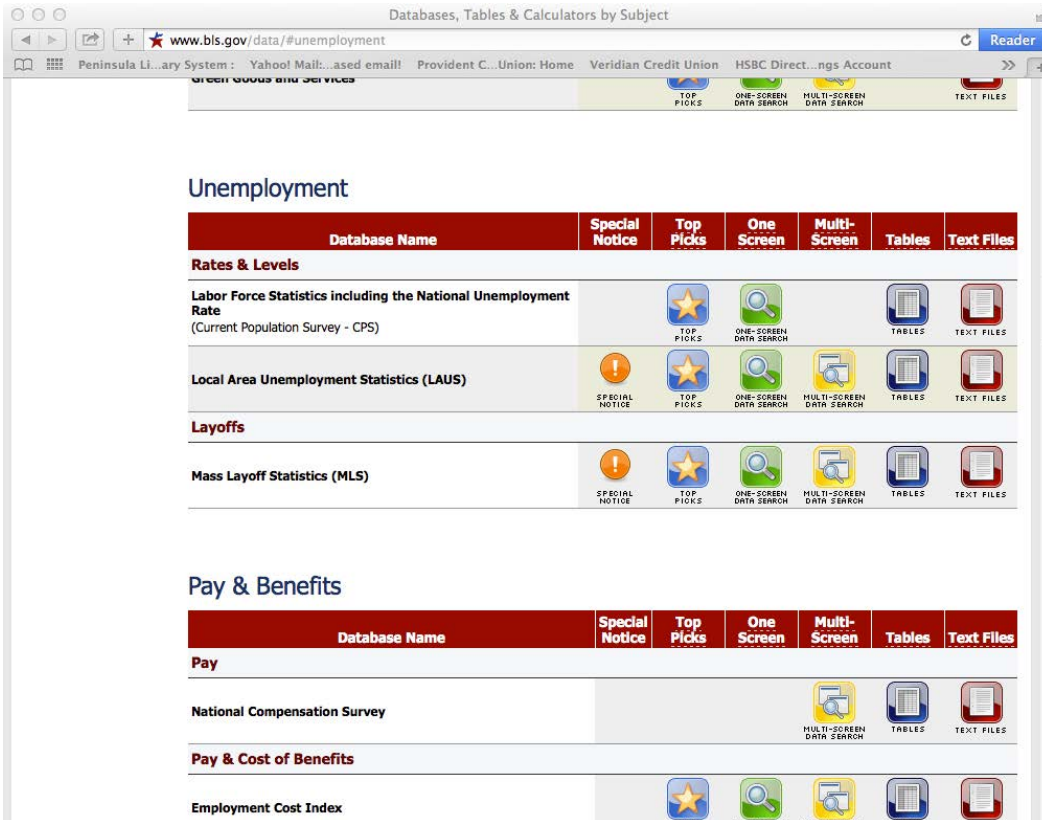 Databases, Tables & Calculators by Subject
www.bls.gov/data/#unemployment
Reader
Peninsula Li...ary System : Yahoo! Mail:...ased email! Provident C...Union: Home Veridian Credit Union HSBC Direct...ngs Account >>
Green Goods and Services
TOP PICKS ONE-SCREEN DATA SEARCH MULTI-SCREEN DATA SEARCH TEXT FILES
Unemployment
Database Name Special Notice Top Picks One Screen Multi-Screen Tables Text Files
Rates & Levels
Labor Force Statistics including the National Unemployment
Rate
(Current Population Survey - CPS)
TOP PICKS ONE-SCREEN DATA SEARCH TABLES TEXT FILES
Local Area Unemployment Statistics (LAUS)
SPECIAL NOTICE TOP PICKS ONE-SCREEN DATA SEARCH MULTI-SCREEN DATA SEARCH TABLES TEXT FILES
Layoffs
Mass Layoff Statistics (MLS)
SPECIAL NOTICE TOP PICKS ONE-SCREEN DATA SEARCH MULTI-SCREEN DATA SEARCH TABLES TEXT FILES
Pay & Benefits
Database Name Special Notice Top Picks One Screen Multi-Screen Tables Text Files
Pay
National Compensation Survey
MULTI-SCREEN DATA SEARCH TABLES TEXT FILES
Pay & Cost of Benefits
Employment Cost Index